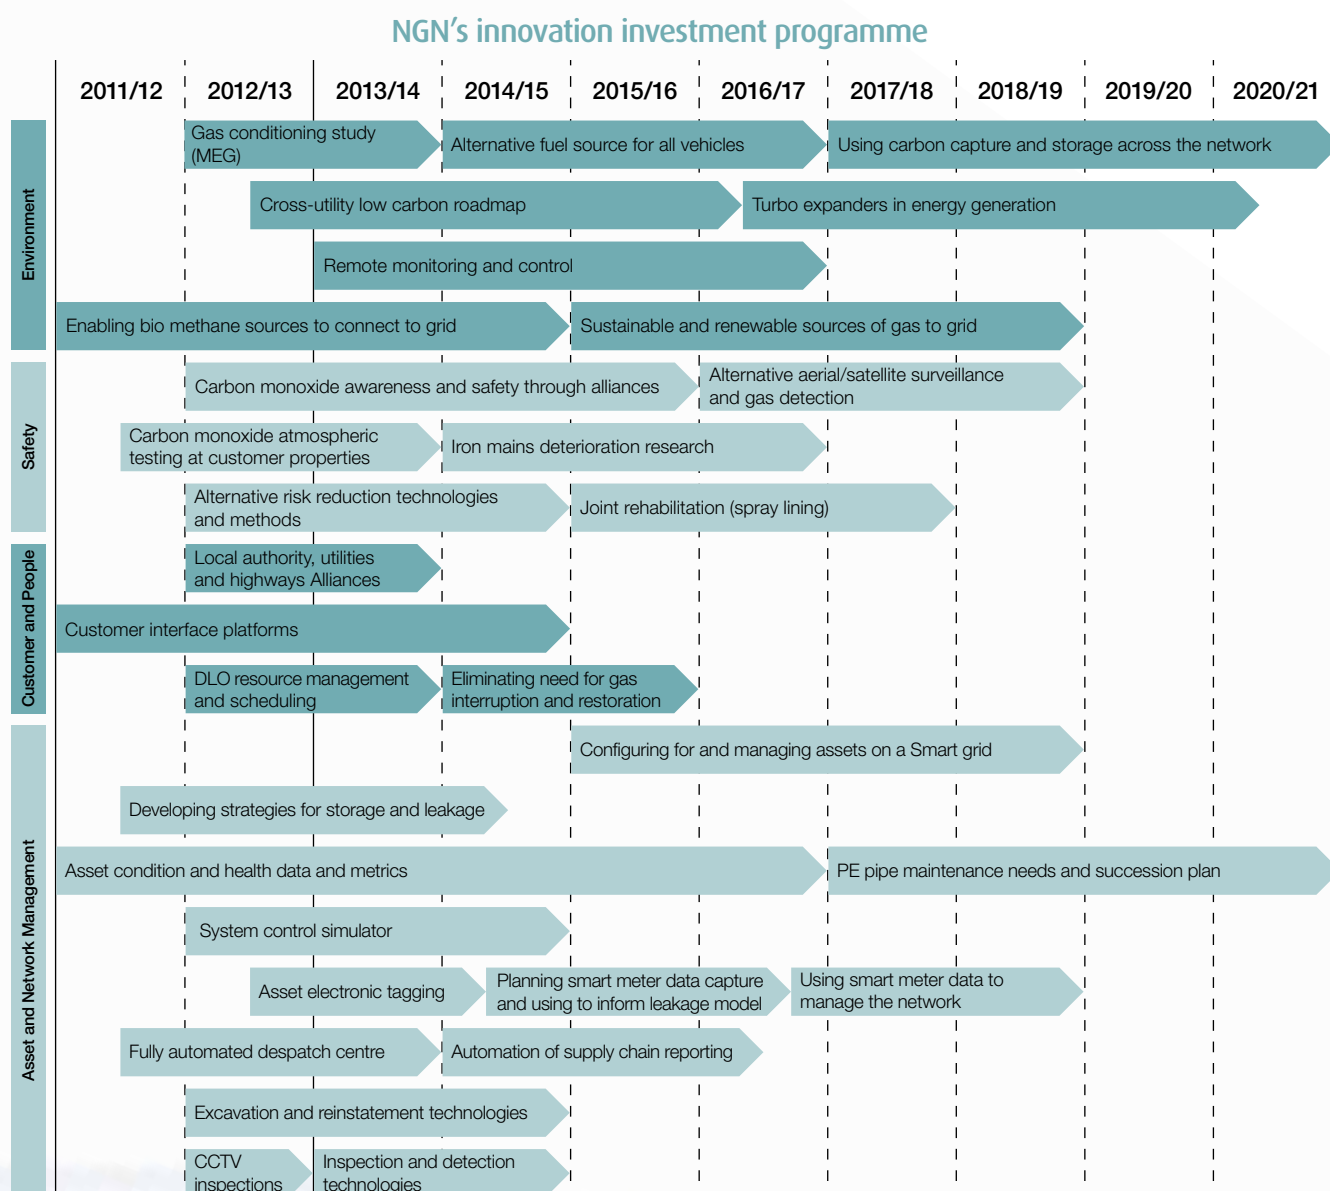 NGN's innovation investment programme
2011/12 2012/13 2013/14 2014/15 2015/16 2016/17 2017/18 2018/19 2019/20 2020/21
Environment
Gas conditioning study
(MEG)
Alternative fuel source for all vehicles
Using carbon capture and storage across the network
Cross-utility low carbon roadmap
Turbo expanders in energy generation
Remote monitoring and control
Enabling bio methane sources to connect to grid
Sustainable and renewable sources of gas to grid
Safety
Carbon monoxide awareness and safety through alliances
Alternative aerial/satellite surveillance
and gas detection
Carbon monoxide atmospheric
testing at customer properties
Iron mains deterioration research
Alternative risk reduction technologies
and methods
Joint rehabilitation (spray lining)
Customer and People
Local authority, utilities
and highways Alliances
Customer interface platforms
DLO resource management
and scheduling
Eliminating need for gas
interruption and restoration
Asset and Network Management
Configuring for and managing assets on a Smart grid
Developing strategies for storage and leakage
Asset condition and health data and metrics
PE pipe maintenance needs and succession plan
System control simulator
Asset electronic tagging
Planning smart meter data capture
and using to inform leakage model
Using smart meter data to
manage the network
Fully automated despatch centre
Automation of supply chain reporting
Excavation and reinstatement technologies
CCTV
inspections
Inspection and detection
technologies